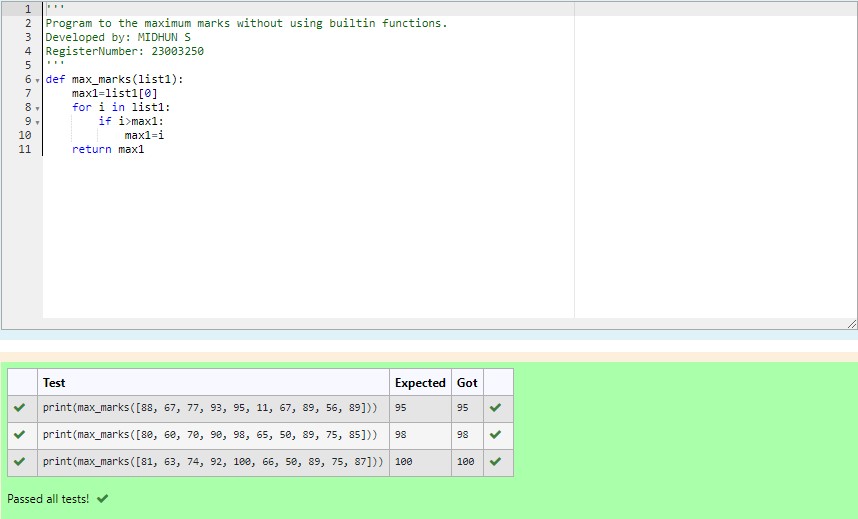 1 '''
2 Program to the maximum marks without using builtin functions.
3 Developed by: MIDHUN S
4 RegisterNumber: 23003250
5 '''
6 def max_marks(list1):
7     max1=list1[0]
8     for i in list1:
9         if i>max1:
10             max1=i
11     return max1
Test Expected Got
print(max_marks([88, 67, 77, 93, 95, 11, 67, 89, 56, 89])) 95 95
print(max_marks([80, 60, 70, 90, 98, 65, 50, 89, 75, 85])) 98 98
print(max_marks([81, 63, 74, 92, 100, 66, 50, 89, 75, 87])) 100 100
Passed all tests!